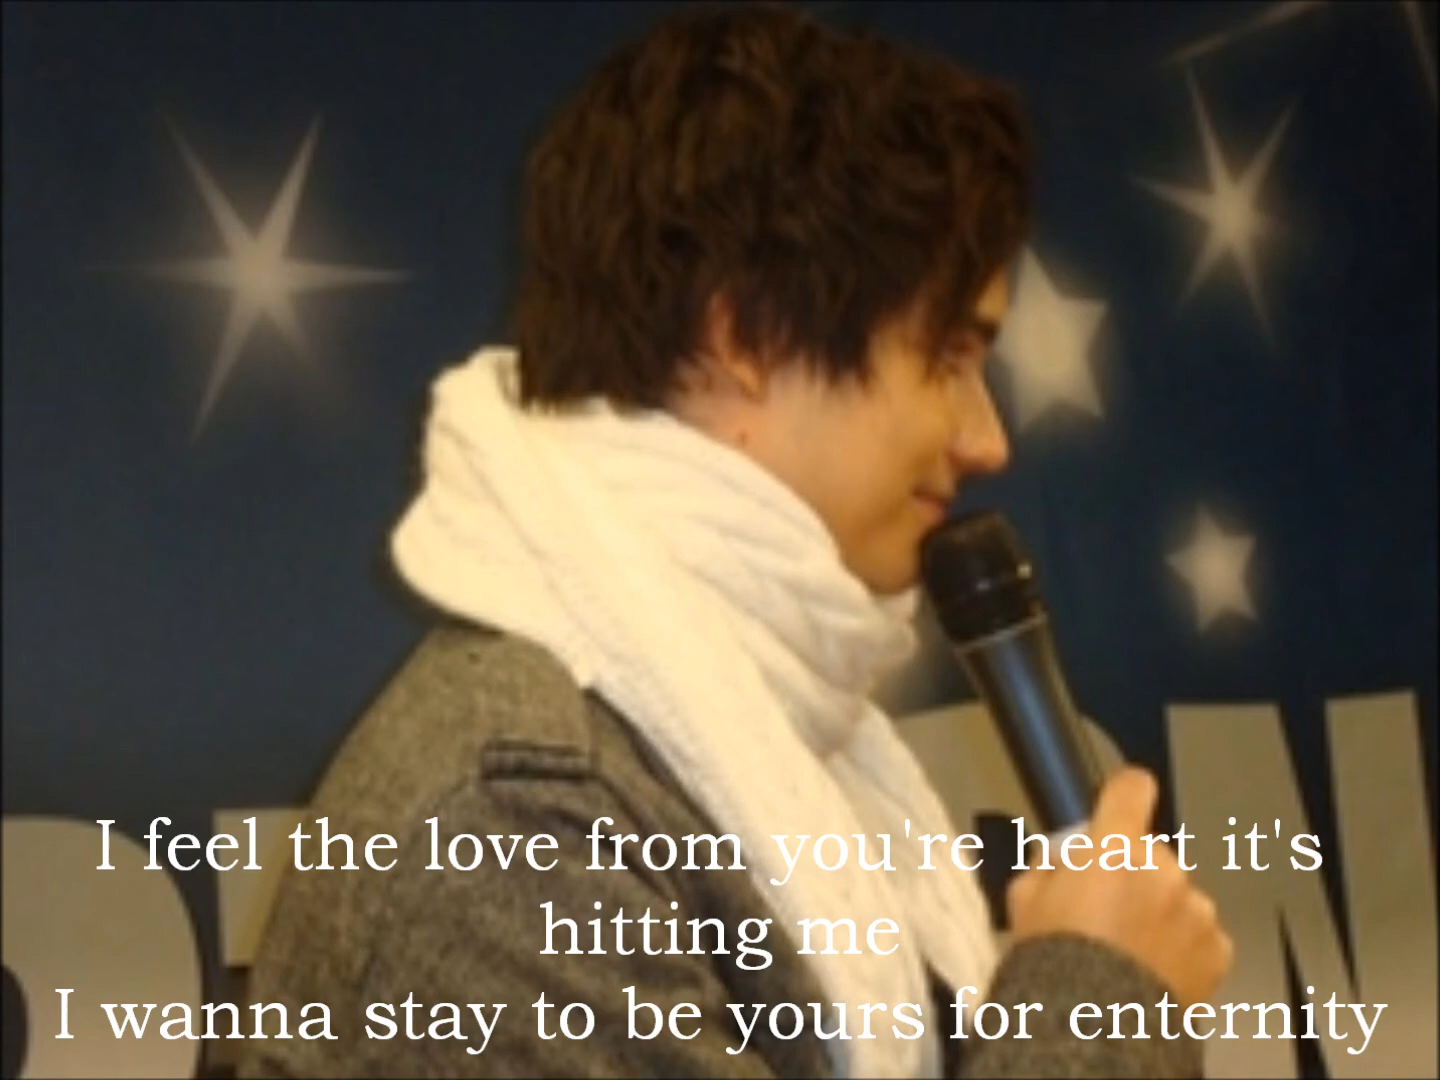 I feel the love from you're heart it's
hitting me
I wanna stay to be yours for enternity